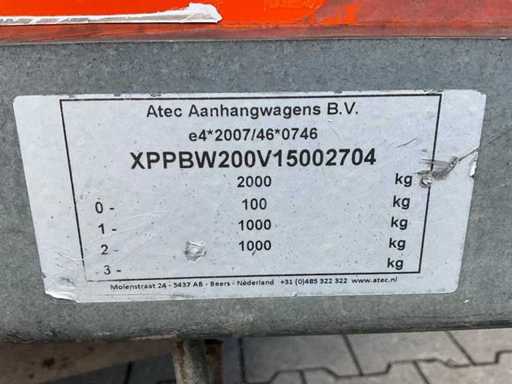 Atec Aanhangwagens B.V.
e4*2007/46*0746
XPPBW200V15002704
2000 kg
0 - 100 kg
1 - 1000 kg
2 - 1000 kg
3 - kg
Molenstraat 24 - 5437 AB - Beers - Nederland +31 (0)485 322 322 www.atec.nl